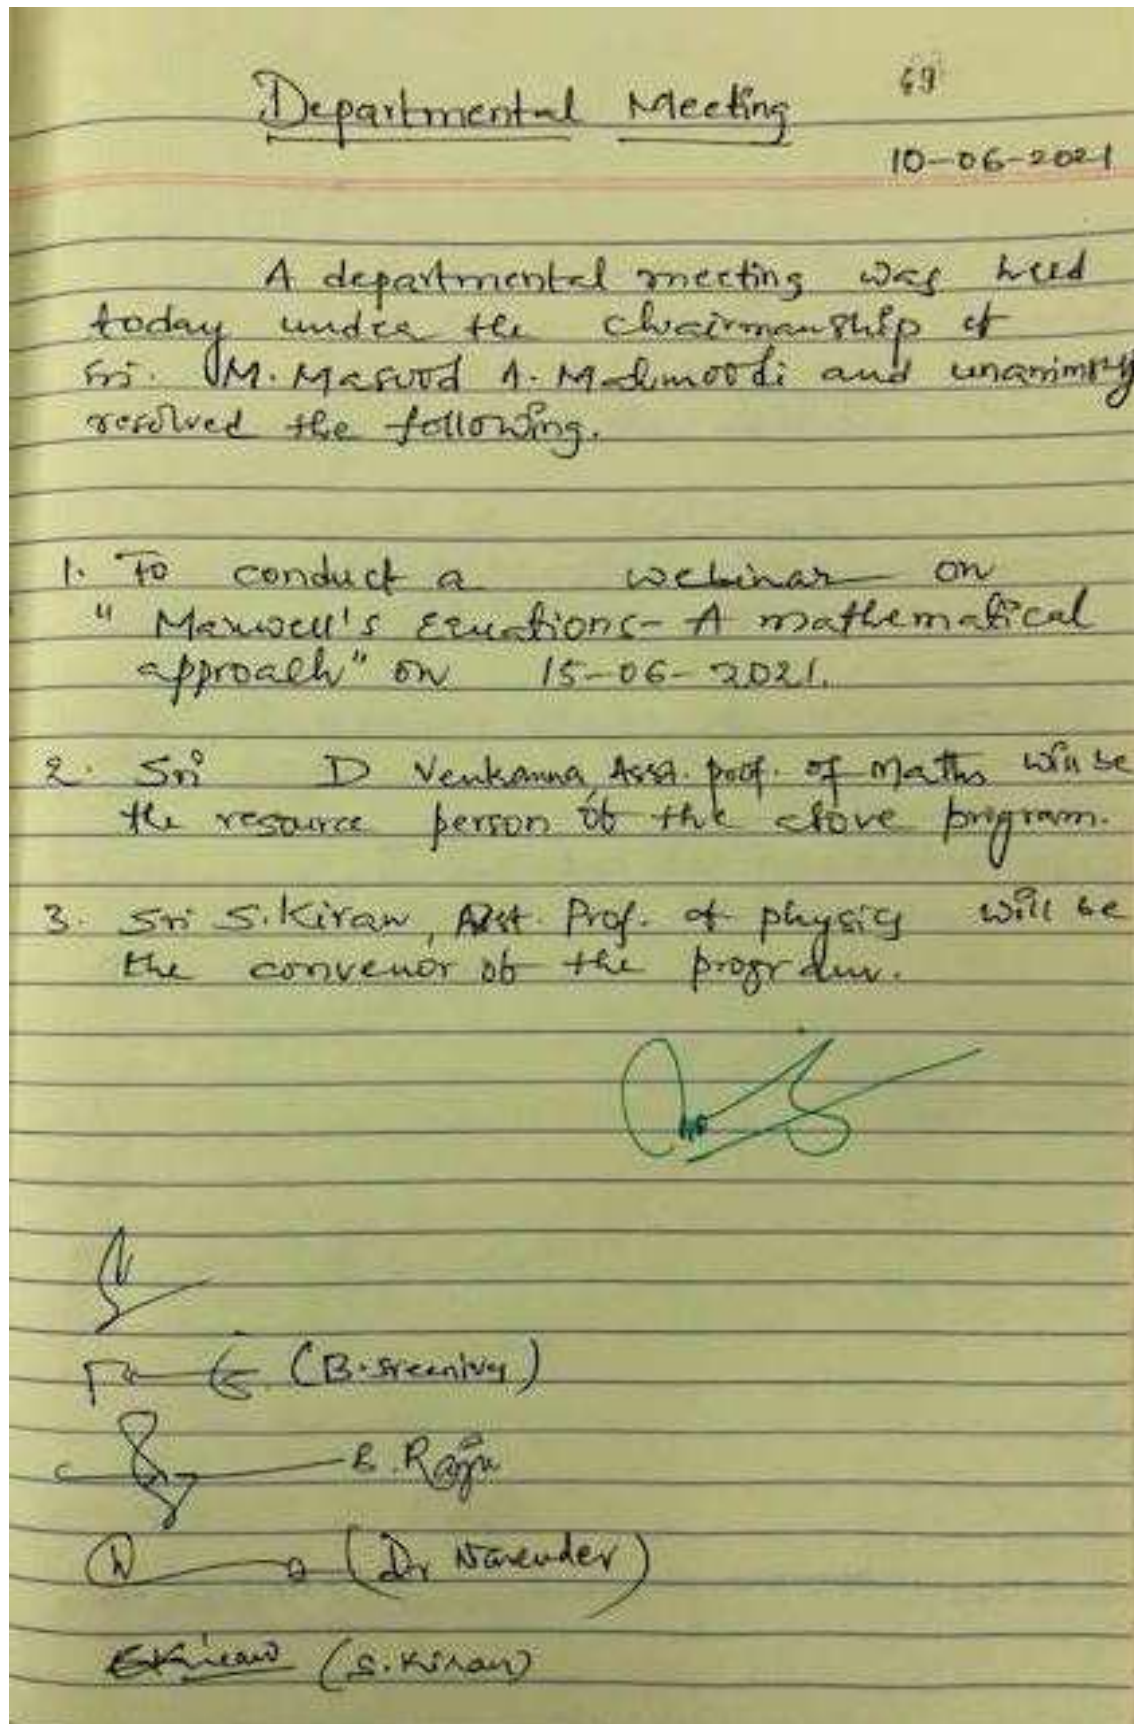 69
Departmental Meeting
10-06-2021
A departmental meeting was held
today under the chairmanship of
Sri. M. Masood A. Mahmoodi and unanimsly
resolved the following.
1. To conduct a webinar on
" Maxwell's Equations- A mathematical
approach" on 15-06-2021.
2. Sri D Venkanna, Asst. prof. of Maths will be
the resource person of the above program.
3. Sri S. Kiran, Asst. Prof. of physics will be
the convenor of the program.
(B. Sreenivas)
B. Raju
(Dr Narender)
SKiran (S. Kiran)